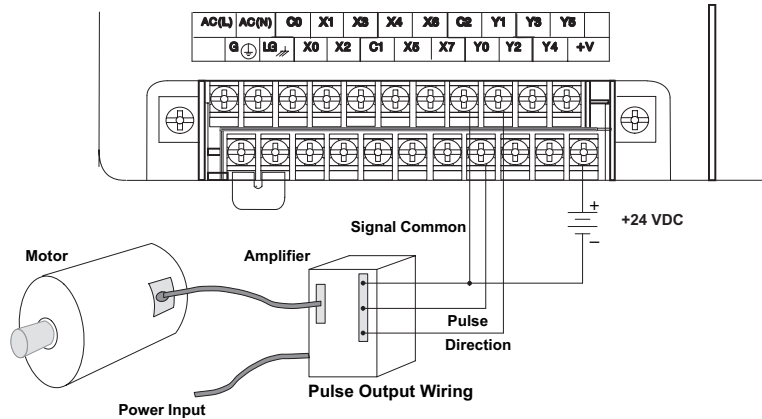 AC(L) AC(N) C0 X1 X3 X4 X6 C2 Y1 Y3 Y5
G LG X0 X2 C1 X5 X7 Y0 Y2 Y4 +V
+
+24 VDC
–
Signal Common
Motor
Amplifier
Pulse
Direction
Pulse Output Wiring
Power Input